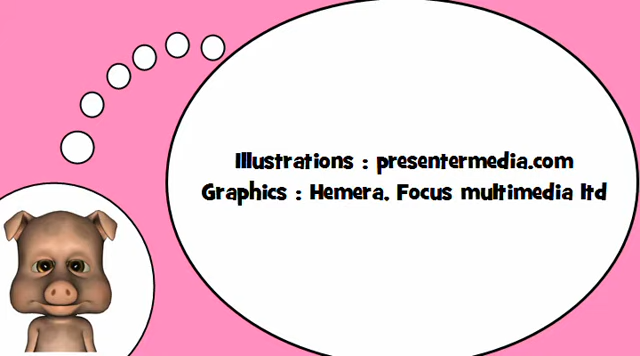 Illustrations : presentermedia.com
Graphics : Hemera. Focus multimedia ltd